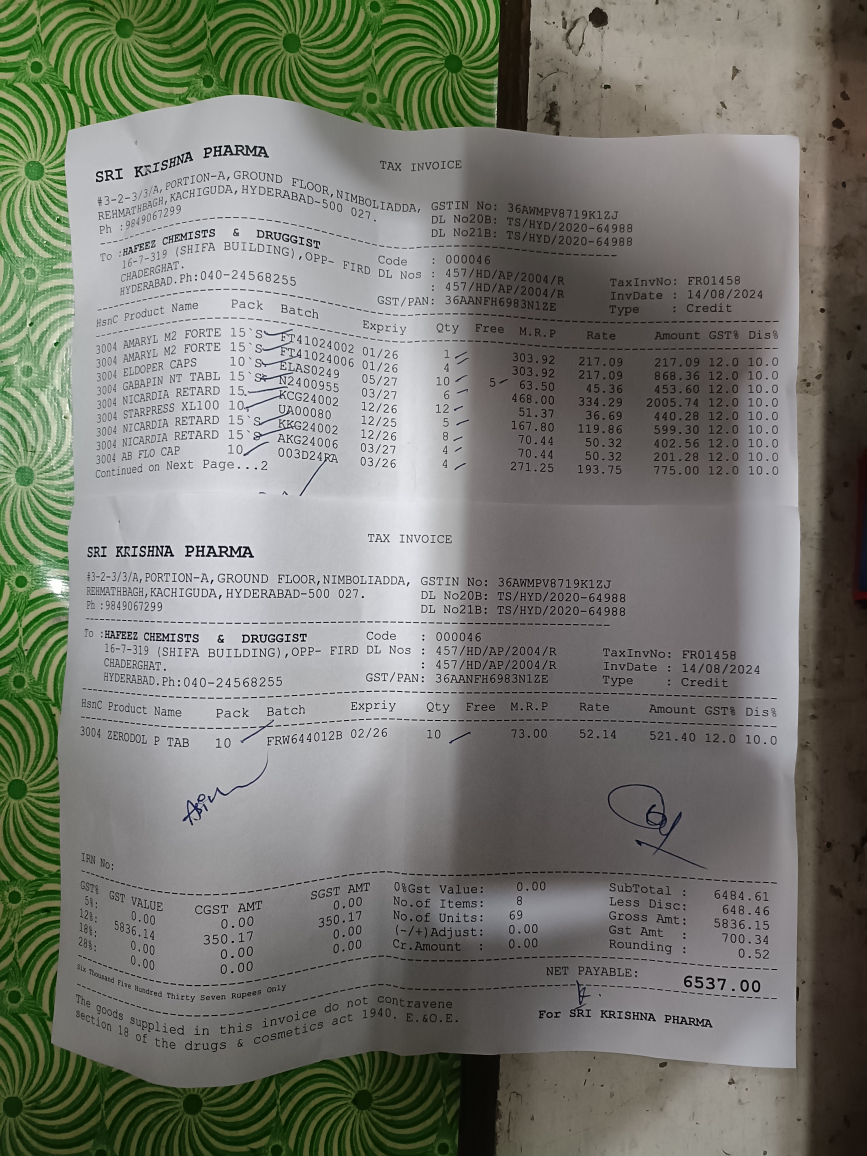 SRI KRISHNA PHARMA
TAX INVOICE
#3-2-3/3/A,PORTION-A,GROUND FLOOR,NIMBOLIADDA, GSTIN No: 36AWMPV8719K1ZJ
REHMATHBAGH,KACHIGUDA,HYDERABAD-500 027. DL No20B: TS/HYD/2020-64988
Ph :9849067299 DL No21B: TS/HYD/2020-64988
To :HAFEEZ CHEMISTS & DRUGGIST Code : 000046
16-7-319 (SHIFA BUILDING),OPP- FIRD DL Nos : 457/HD/AP/2004/R TaxInvNo: FR01458
CHADERGHAT. : 457/HD/AP/2004/R InvDate : 14/08/2024
HYDERABAD.Ph:040-24568255 GST/PAN: 36AANFH6983N1ZE Type : Credit
HsnC Product Name Pack Batch Expriy Qty Free M.R.P Rate Amount GST% Dis%
3004 AMARYL M2 FORTE 15`S FT41024002 01/26 1 303.92 217.09 217.09 12.0 10.0
3004 AMARYL M2 FORTE 15`S FT41024006 01/26 4 303.92 217.09 868.36 12.0 10.0
3004 ELDOPER CAPS 10`S ELAS0249 05/27 10 5 63.50 45.36 453.60 12.0 10.0
3004 GABAPIN NT TABL 15`S N2400955 03/27 6 468.00 334.29 2005.74 12.0 10.0
3004 NICARDIA RETARD 15 KCG24002 12/26 12 51.37 36.69 440.28 12.0 10.0
3004 STARPRESS XL100 10 UA00080 12/25 5 167.80 119.86 599.30 12.0 10.0
3004 NICARDIA RETARD 15`S KKG24002 12/26 8 70.44 50.32 402.56 12.0 10.0
3004 NICARDIA RETARD 15`S AKG24006 03/27 4 70.44 50.32 201.28 12.0 10.0
3004 AB FLO CAP 10 003D24RA 03/26 4 271.25 193.75 775.00 12.0 10.0
Continued on Next Page...2
TAX INVOICE
SRI KRISHNA PHARMA
#3-2-3/3/A,PORTION-A,GROUND FLOOR,NIMBOLIADDA, GSTIN No: 36AWMPV8719K1ZJ
REHMATHBAGH,KACHIGUDA,HYDERABAD-500 027. DL No20B: TS/HYD/2020-64988
Ph :9849067299 DL No21B: TS/HYD/2020-64988
To :HAFEEZ CHEMISTS & DRUGGIST Code : 000046
16-7-319 (SHIFA BUILDING),OPP- FIRD DL Nos : 457/HD/AP/2004/R TaxInvNo: FR01458
CHADERGHAT. : 457/HD/AP/2004/R InvDate : 14/08/2024
HYDERABAD.Ph:040-24568255 GST/PAN: 36AANFH6983N1ZE Type : Credit
HsnC Product Name Pack Batch Expriy Qty Free M.R.P Rate Amount GST% Dis%
3004 ZERODOL P TAB 10 FRW644012B 02/26 10 73.00 52.14 521.40 12.0 10.0
IRN No:
GST% GST VALUE CGST AMT SGST AMT 0%Gst Value: 0.00 SubTotal : 6484.61
5%: 0.00 0.00 0.00 No.of Items: 8 Less Disc: 648.46
12%: 5836.14 350.17 350.17 No.of Units: 69 Gross Amt: 5836.15
18%: 0.00 0.00 0.00 (-/+)Adjust: 0.00 Gst Amt : 700.34
28%: 0.00 0.00 0.00 Cr.Amount : 0.00 Rounding : 0.52
Six Thousand Five Hundred Thirty Seven Rupees Only NET PAYABLE: 6537.00
The goods supplied in this invoice do not contravene
section 18 of the drugs & cosmetics act 1940. E.&O.E. For SRI KRISHNA PHARMA